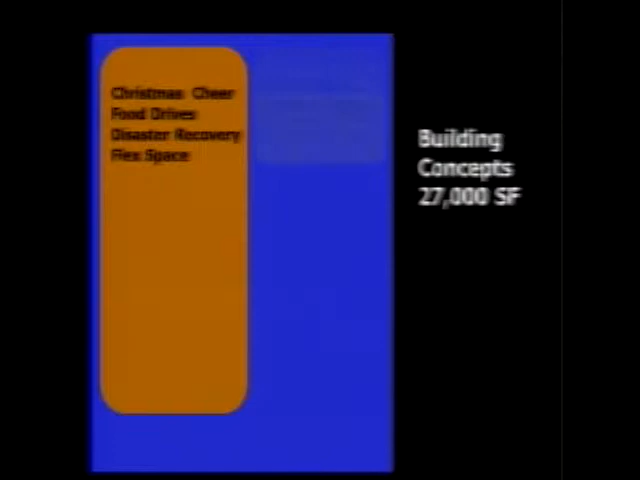 Christmas Cheer
Food Drives
Disaster Recovery
Flex Space
Building
Concepts
27,000 SF